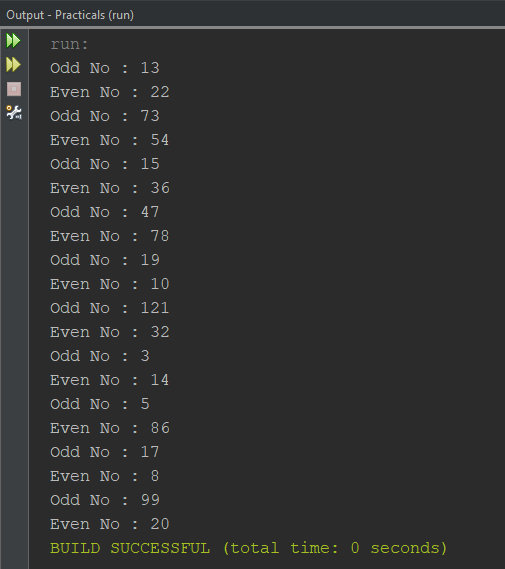 Output - Practicals (run)
run:
Odd No : 13
Even No : 22
Odd No : 73
Even No : 54
Odd No : 15
Even No : 36
Odd No : 47
Even No : 78
Odd No : 19
Even No : 10
Odd No : 121
Even No : 32
Odd No : 3
Even No : 14
Odd No : 5
Even No : 86
Odd No : 17
Even No : 8
Odd No : 99
Even No : 20
BUILD SUCCESSFUL (total time: 0 seconds)